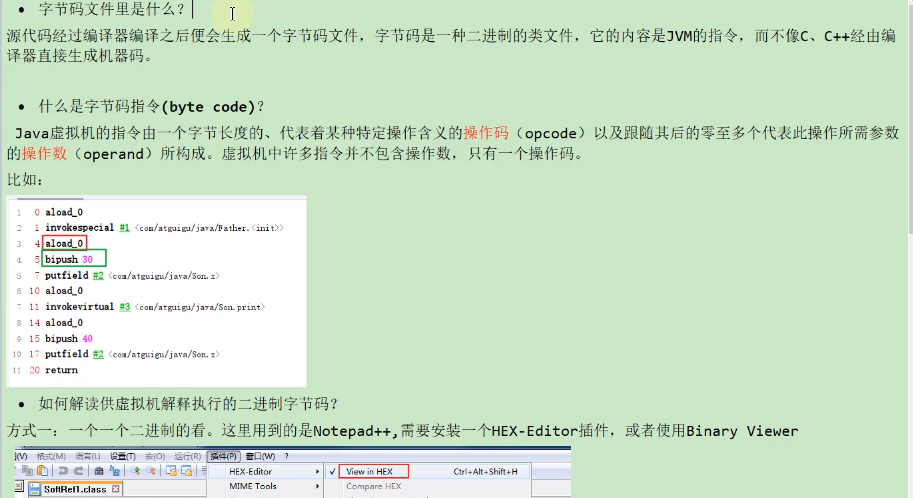 • 字节码文件里是什么？
源代码经过编译器编译之后便会生成一个字节码文件，字节码是一种二进制的类文件，它的内容是JVM的指令，而不像C、C++经由编
译器直接生成机器码。
• 什么是字节码指令(byte code)？
Java虚拟机的指令由一个字节长度的、代表着某种特定操作含义的操作码（opcode）以及跟随其后的零至多个代表此操作所需参数
的操作数（operand）所构成。虚拟机中许多指令并不包含操作数，只有一个操作码。
比如：
1 0 aload_0
2 1 invokespecial #1 <com/atguigu/java/Father.<init>>
3 4 aload_0
4 5 bipush 30
5 7 putfield #2 <com/atguigu/java/Son.x>
6 10 aload_0
7 11 invokevirtual #3 <com/atguigu/java/Son.print>
8 14 aload_0
9 15 bipush 40
10 17 putfield #2 <com/atguigu/java/Son.x>
11 20 return
• 如何解读供虚拟机解释执行的二进制字节码？
方式一：一个一个二进制的看。这里用到的是Notepad++,需要安装一个HEX-Editor插件，或者使用Binary Viewer
(V) 格式(M) 语言(L) 设置(T) 宏(O) 运行(R) 插件(P) 窗口(W) ?
HEX-Editor View in HEX Ctrl+Alt+Shift+H
SoftRef1.class MIME Tools Compare HEX